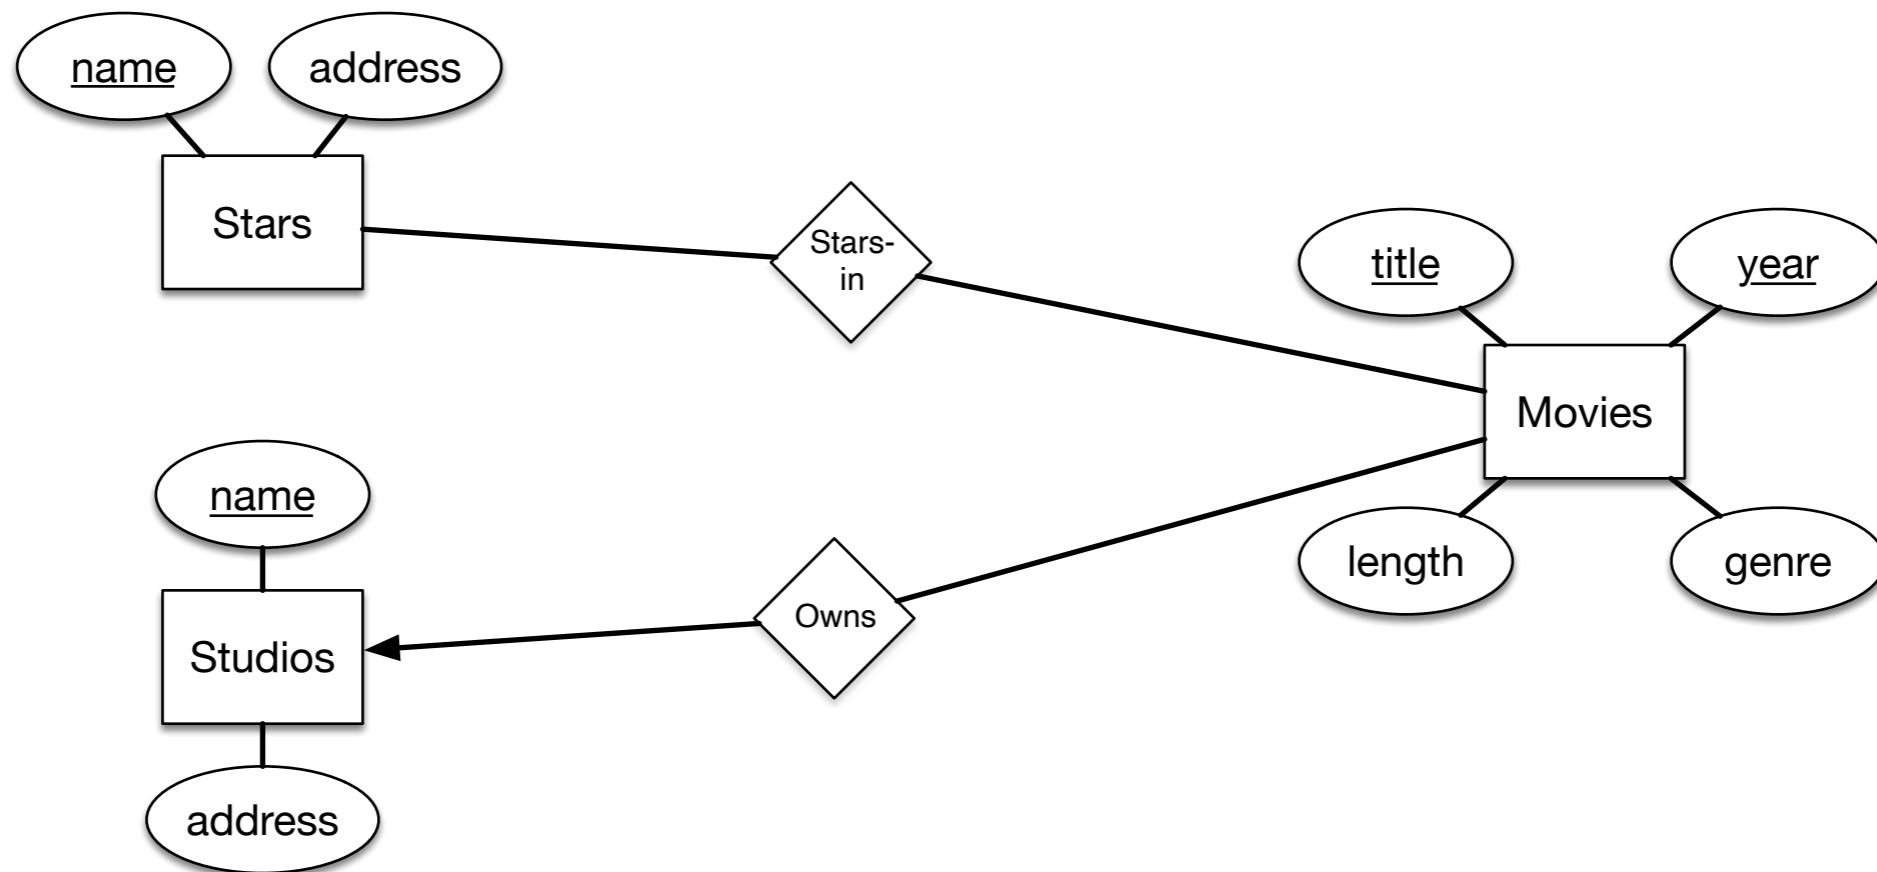 name
address
Stars
Stars-
in
title
year
Movies
name
length
genre
Owns
Studios
address